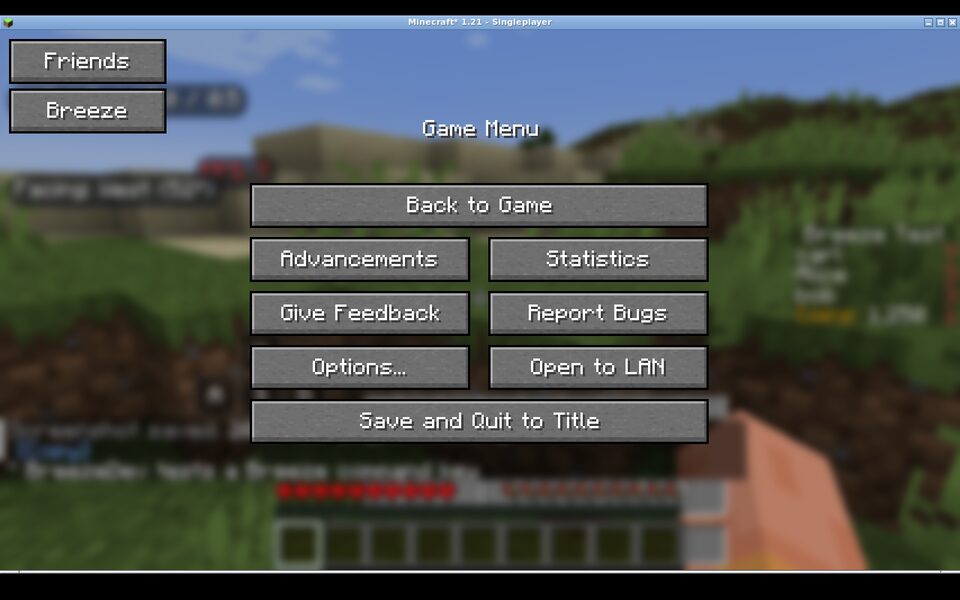 Minecraft* 1.21 - Singleplayer
Friends
Breeze
Game Menu
Back to Game
Advancements
Statistics
Give Feedback
Report Bugs
Options...
Open to LAN
Save and Quit to Title